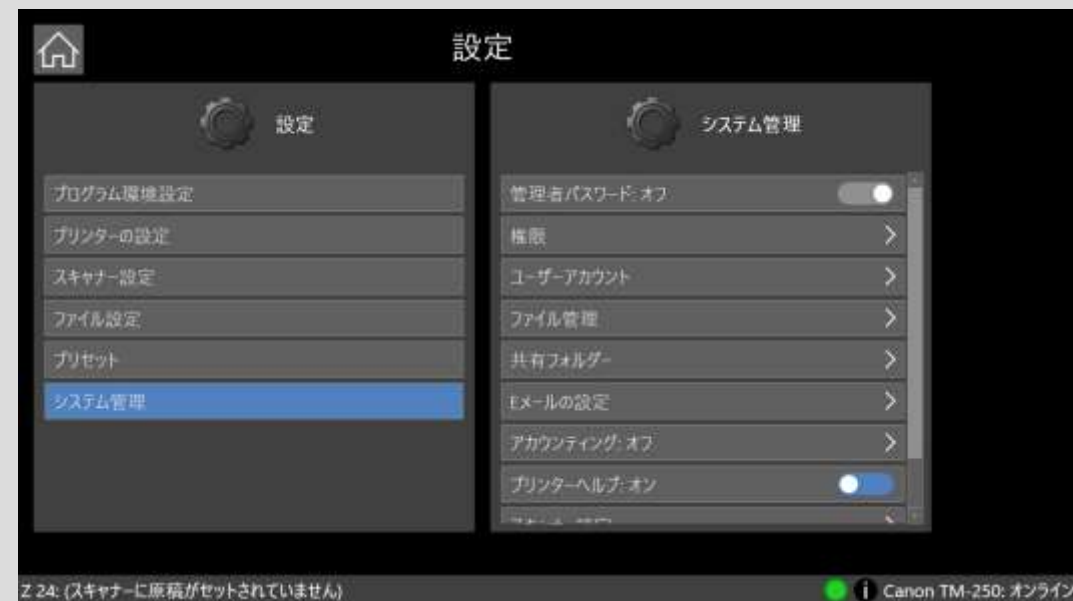 設定
設定
プログラム環境設定
プリンターの設定
スキャナー設定
ファイル設定
プリセット
システム管理
システム管理
管理者パスワード: オフ
権限
ユーザーアカウント
ファイル管理
共有フォルダー
Eメールの設定
アカウンティング: オフ
プリンターヘルプ: オン
Z 24: (スキャナーに原稿がセットされていません)
Canon TM-250: オンライン